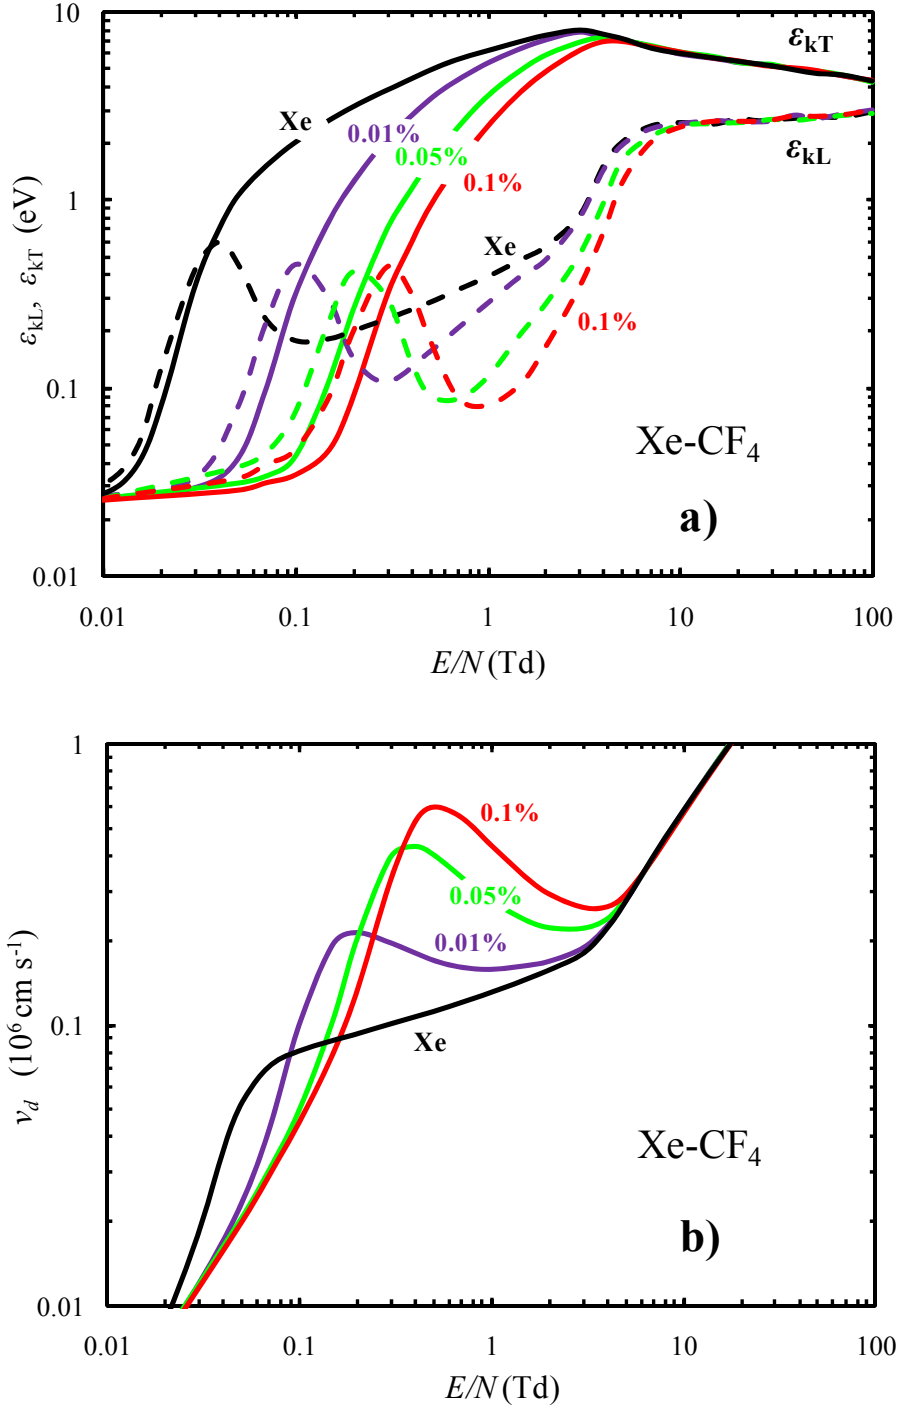 10
1
0.1
0.01
ε_kL, ε_kT (eV)
ε_kT
Xe
0.01%
0.05%
0.1%
ε_kL
Xe
0.1%
Xe-CF₄
a)
0.01 0.1 1 10 100
E/N (Td)
1
0.1
0.01
v_d (10⁶ cm s⁻¹)
0.1%
0.05%
0.01%
Xe
Xe-CF₄
b)
0.01 0.1 1 10 100
E/N (Td)